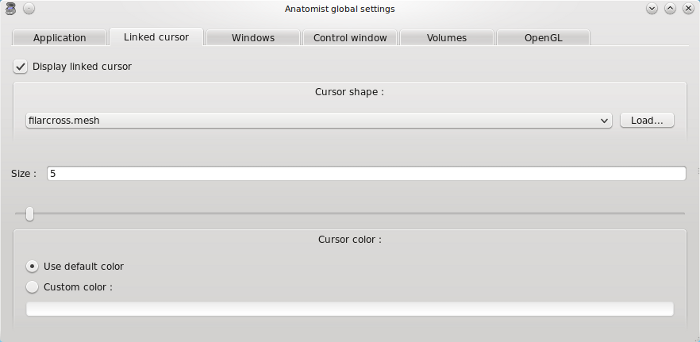 Anatomist global settings
Application Linked cursor Windows Control window Volumes OpenGL
Display linked cursor
Cursor shape :
filarcross.mesh Load...
Size : 5
Cursor color :
Use default color
Custom color :